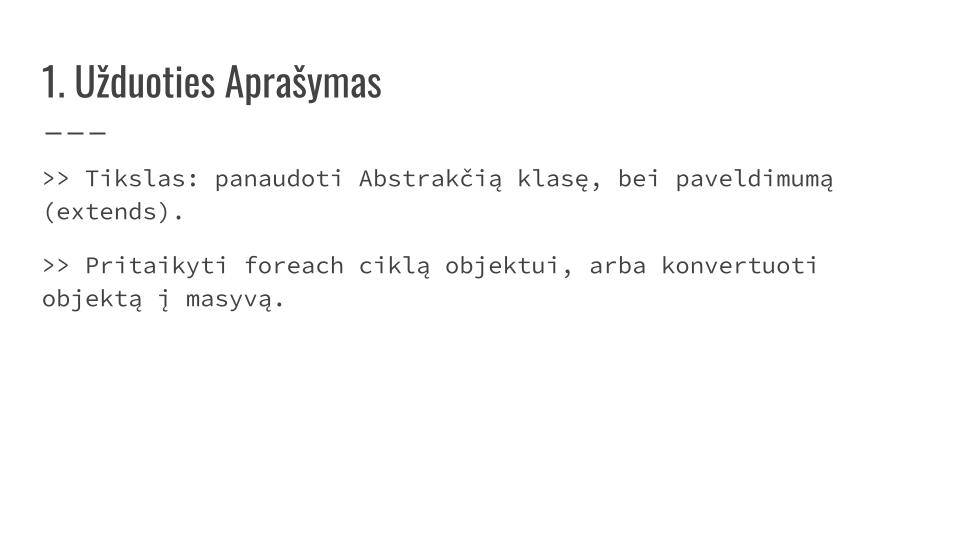 1. Užduoties Aprašymas
>> Tikslas: panaudoti Abstrakčią klasę, bei paveldimumą
(extends).
>> Pritaikyti foreach ciklą objektui, arba konvertuoti
objektą į masyvą.